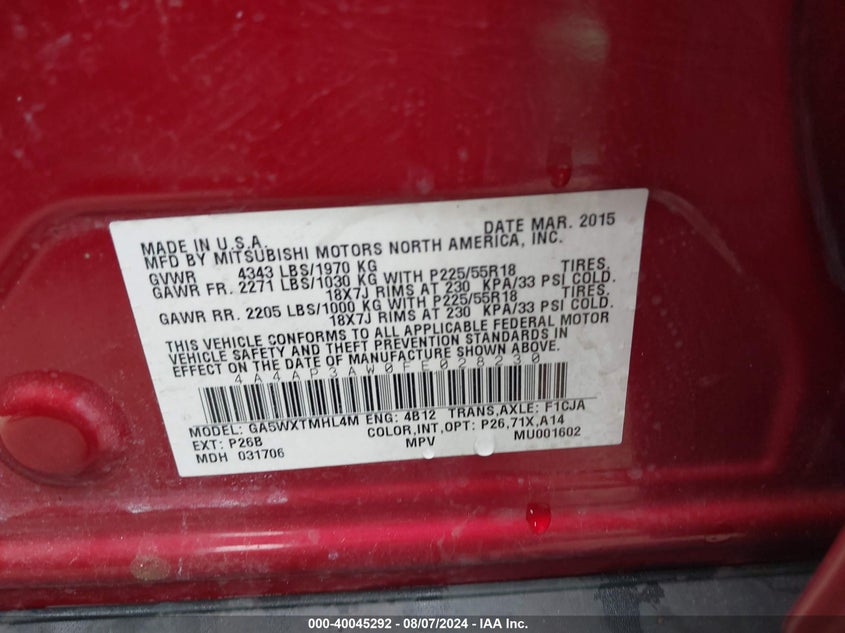 MADE IN U.S.A. DATE MAR. 2015
MFD BY MITSUBISHI MOTORS NORTH AMERICA, INC.
GVWR 4343 LBS/1970 KG
GAWR FR. 2271 LBS/1030 KG WITH P225/55R18 TIRES,
18X7J RIMS AT 230 KPA/33 PSI COLD.
GAWR RR. 2205 LBS/1000 KG WITH P225/55R18 TIRES,
18X7J RIMS AT 230 KPA/33 PSI COLD.
THIS VEHICLE CONFORMS TO ALL APPLICABLE FEDERAL MOTOR
VEHICLE SAFETY AND THEFT PREVENTION STANDARDS IN
EFFECT ON THE DATE OF MANUFACTURE SHOWN ABOVE.
4A4AP3AW0FE028230
MODEL: GA5WXTMHL4M ENG: 4B12 TRANS,AXLE: F1CJA
EXT: P26B COLOR,INT,OPT: P26,71X,A14
MDH 031706 MPV MU001602
000-40045292 - 08/07/2024 - IAA Inc.